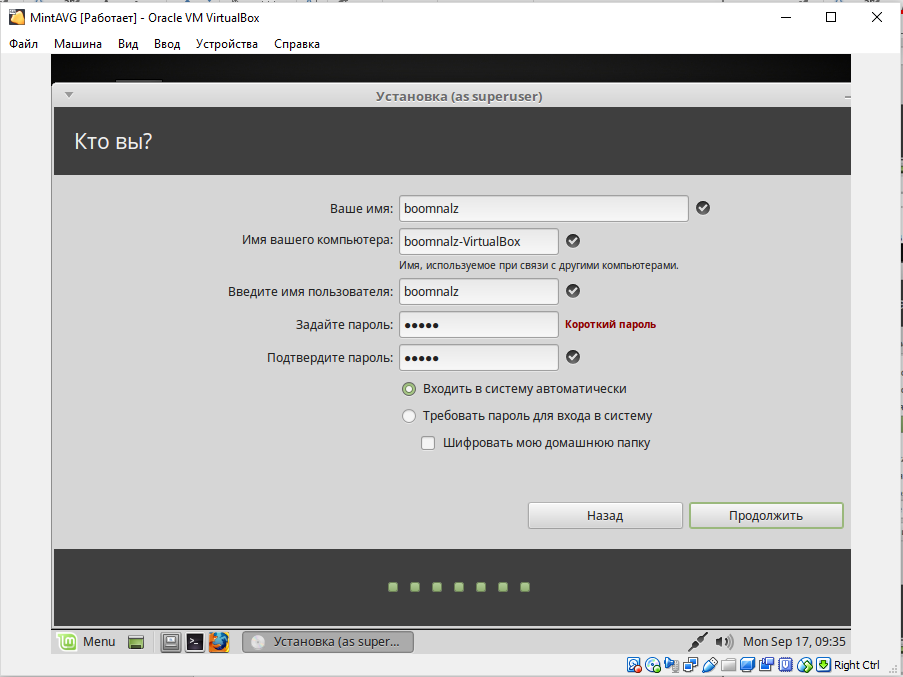 MintAVG [Работает] - Oracle VM VirtualBox
Файл Машина Вид Ввод Устройства Справка
Установка (as superuser)
Кто вы?
Ваше имя: boomnalz
Имя вашего компьютера: boomnalz-VirtualBox
Имя, используемое при связи с другими компьютерами.
Введите имя пользователя: boomnalz
Задайте пароль: ●●●●● Короткий пароль
Подтвердите пароль: ●●●●●
Входить в систему автоматически
Требовать пароль для входа в систему
Шифровать мою домашнюю папку
Назад Продолжить
Menu Установка (as super... Mon Sep 17, 09:35
Right Ctrl